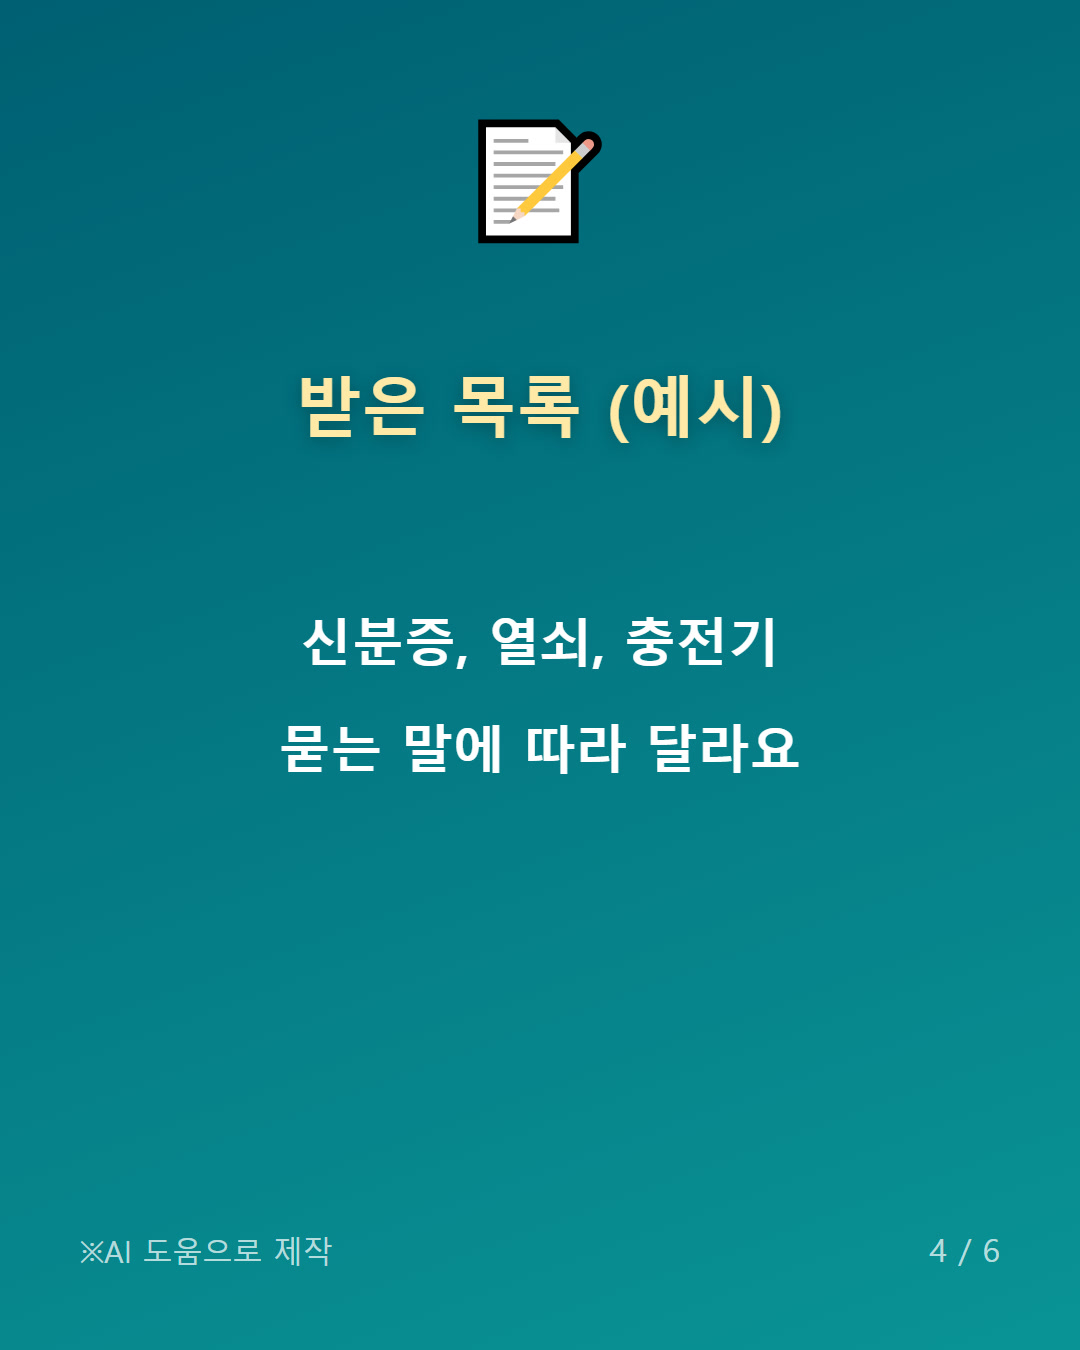 받은 목록 (예시)
신분증, 열쇠, 충전기
묻는 말에 따라 달라요
※AI 도움으로 제작
4 / 6